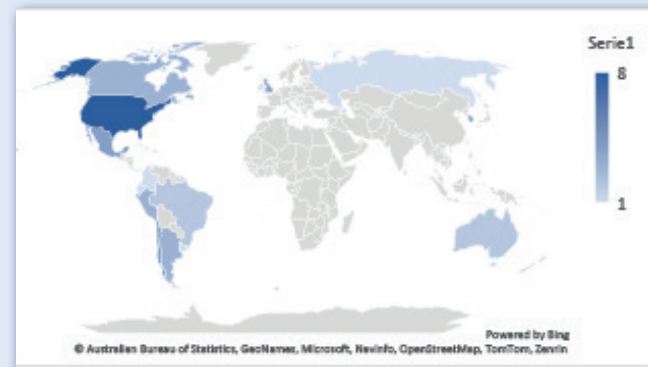 Serie1
8
1
Powered by Bing
© Australian Bureau of Statistics, GeoNames, Microsoft, Navinfo, OpenStreetMap, TomTom, Zenrin